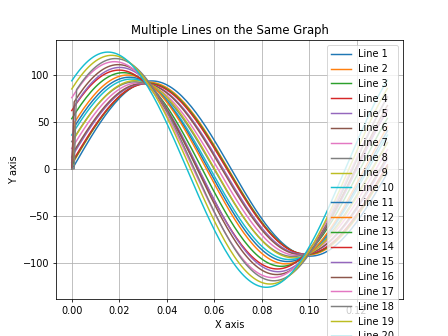 Multiple Lines on the Same Graph
Y axis
100
50
0
−50
−100
0.00
0.02
0.04
0.06
0.08
0.10
X axis
Line 1
Line 2
Line 3
Line 4
Line 5
Line 6
Line 7
Line 8
Line 9
Line 10
Line 11
Line 12
Line 13
Line 14
Line 15
Line 16
Line 17
Line 18
Line 19
Line 20